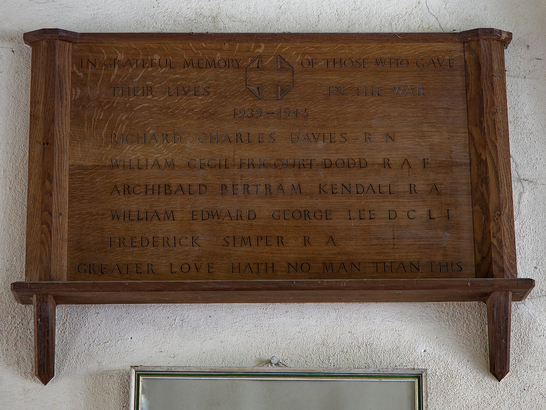 IN GRATEFUL MEMORY OF THOSE WHO GAVE
THEIR LIVES IN THE WAR
1939-1945
RICHARD CHARLES DAVIES R N
WILLIAM CECIL FRICOURT DODD R A F
ARCHIBALD BERTRAM KENDALL R A
WILLIAM EDWARD GEORGE LEE D C L I
FREDERICK SIMPER R A
GREATER LOVE HATH NO MAN THAN THIS